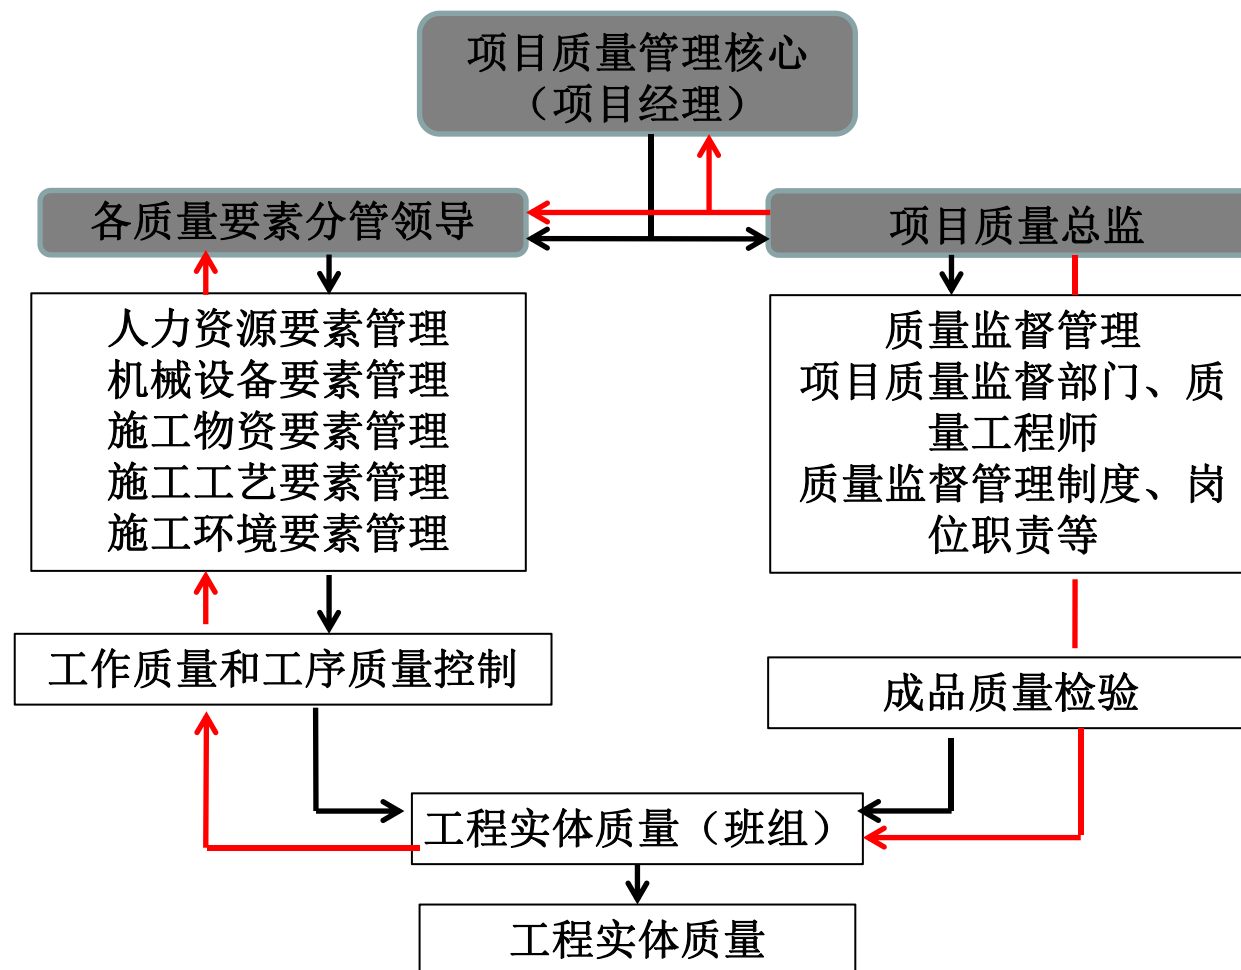 项目质量管理核心
（项目经理）
各质量要素分管领导
项目质量总监
人力资源要素管理
机械设备要素管理
施工物资要素管理
施工工艺要素管理
施工环境要素管理
质量监督管理
项目质量监督部门、质
量工程师
质量监督管理制度、岗
位职责等
工作质量和工序质量控制
成品质量检验
工程实体质量（班组）
工程实体质量